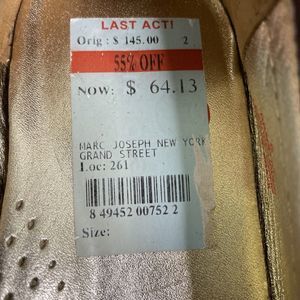 LAST ACT!
Orig : $ 145.00 2
55% OFF
NOW: $ 64.13
MARC JOSEPH NEW YORK
GRAND STREET
Loc: 261
8 49452 00752 2
Size: